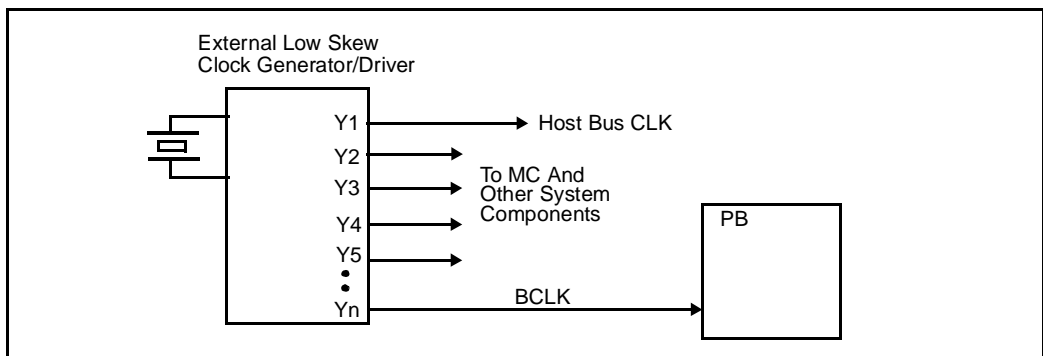 External Low Skew
Clock Generator/Driver
Y1
Host Bus CLK
Y2
Y3
To MC And
Other System
Components
Y4
Y5
Yn
BCLK
PB